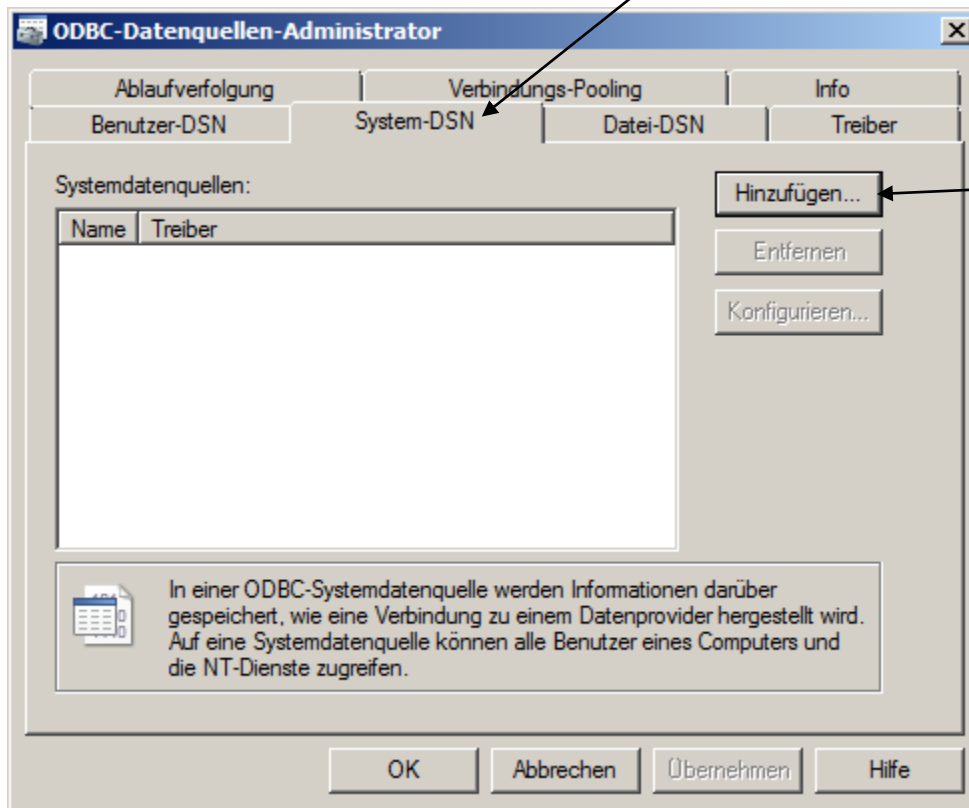 ODBC-Datenquellen-Administrator
Ablaufverfolgung Verbindungs-Pooling Info
Benutzer-DSN System-DSN Datei-DSN Treiber
Systemdatenquellen:
Hinzufügen...
Name Treiber
Entfernen
Konfigurieren...
In einer ODBC-Systemdatenquelle werden Informationen darüber
gespeichert, wie eine Verbindung zu einem Datenprovider hergestellt wird.
Auf eine Systemdatenquelle können alle Benutzer eines Computers und
die NT-Dienste zugreifen.
OK Abbrechen Übernehmen Hilfe